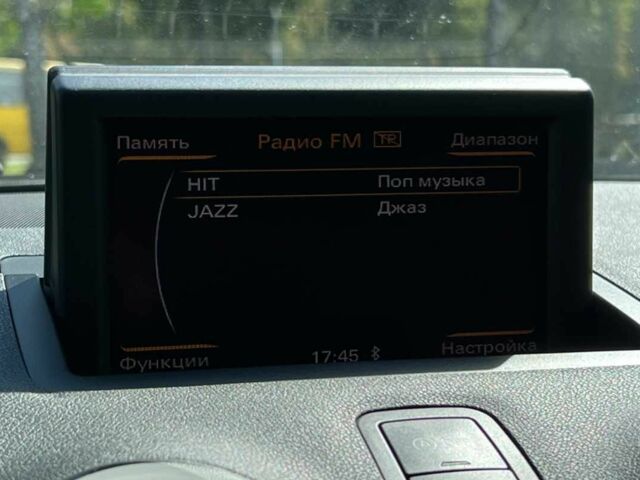 Память Радио FM TP Диапазон
HIT Поп музыка
JAZZ Джаз
Функции 17:45 Настройка